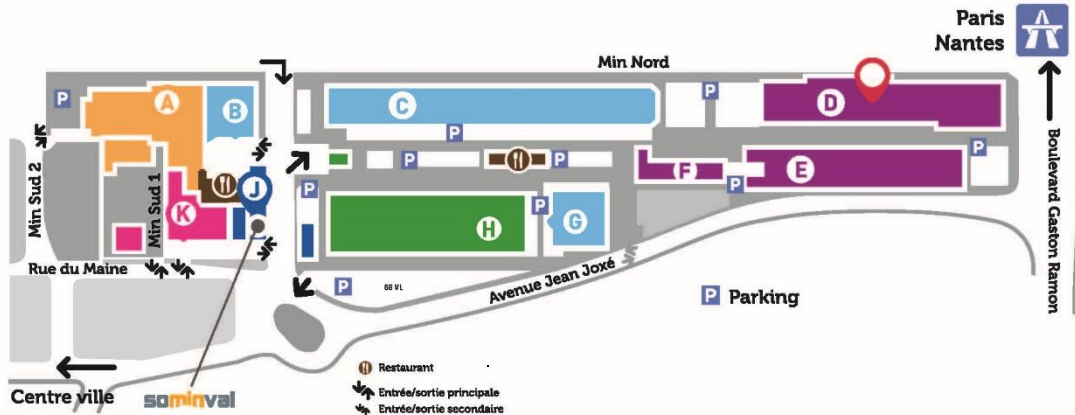 Paris
Nantes
Min Nord
A
B
C
D
P
P
P
P
P
P
P
P
P
E
F
G
H
J
K
Min Sud 2
Min Sud 1
Rue du Maine
Avenue Jean Joxé
Boulevard Gaston Ramon
68 VL
P Parking
Restaurant
Entrée/sortie principale
Entrée/sortie secondaire
Centre ville
sominval